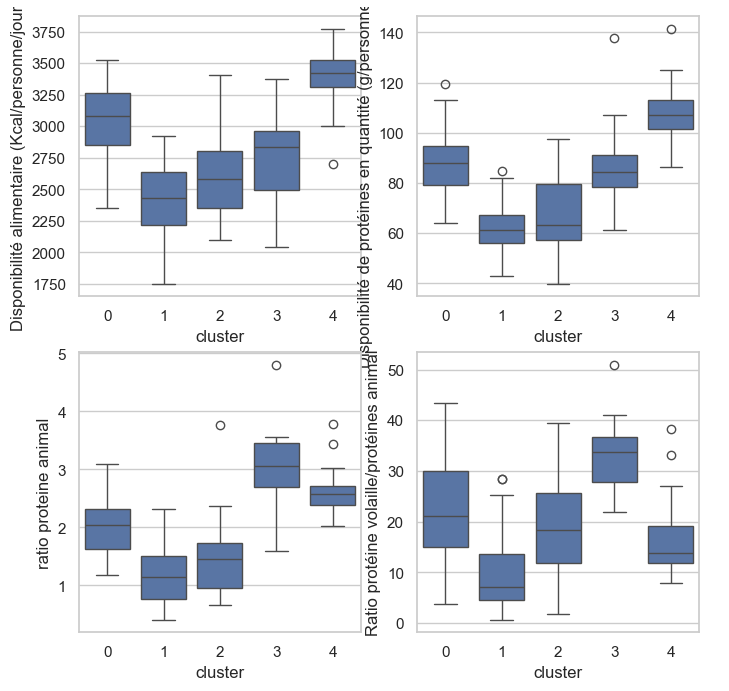 Disponibilité alimentaire (Kcal/personne/jour
3750
3500
3250
3000
2750
2500
2250
2000
1750
0 1 2 3 4
cluster
isponibilité de protéines en quantité (g/personne
140
120
100
80
60
40
0 1 2 3 4
cluster
ratio proteine animal
5
4
3
2
1
0 1 2 3 4
cluster
Ratio protéine volaille/protéines animal
50
40
30
20
10
0
0 1 2 3 4
cluster